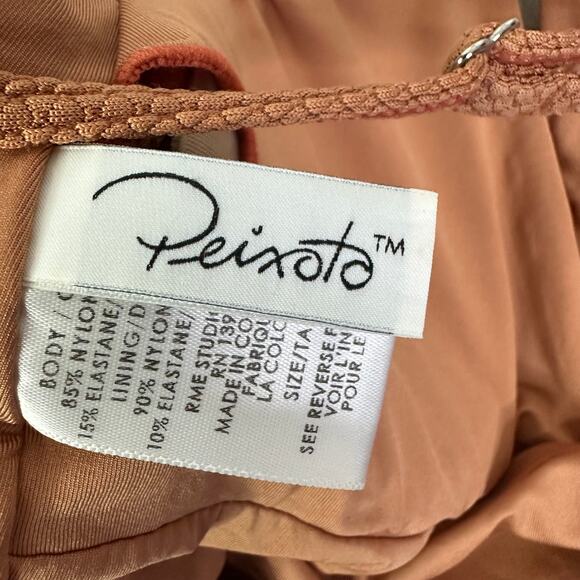 Peixoto™
BODY / C
85% NYLON
15% ELASTANE/
LINING/D
90% NYLON
10% ELASTANE/
RME STUDI
RN 139
MADE IN CO
FABRIQU
LA COLO
SIZE/TA
SEE REVERSE F
VOIR L'IN
POUR LE